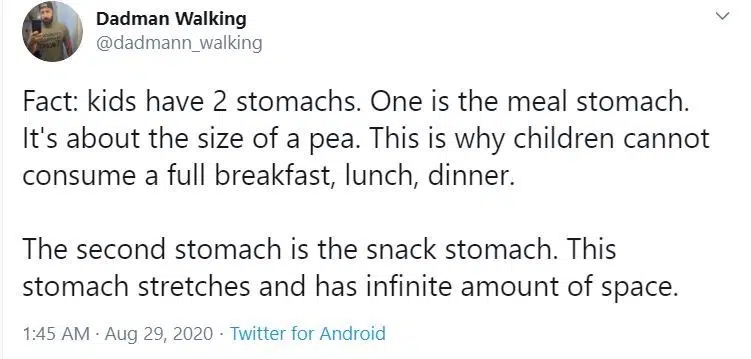 Dadman Walking
@dadmann_walking
Fact: kids have 2 stomachs. One is the meal stomach.
It's about the size of a pea. This is why children cannot
consume a full breakfast, lunch, dinner.
The second stomach is the snack stomach. This
stomach stretches and has infinite amount of space.
1:45 AM · Aug 29, 2020 · Twitter for Android